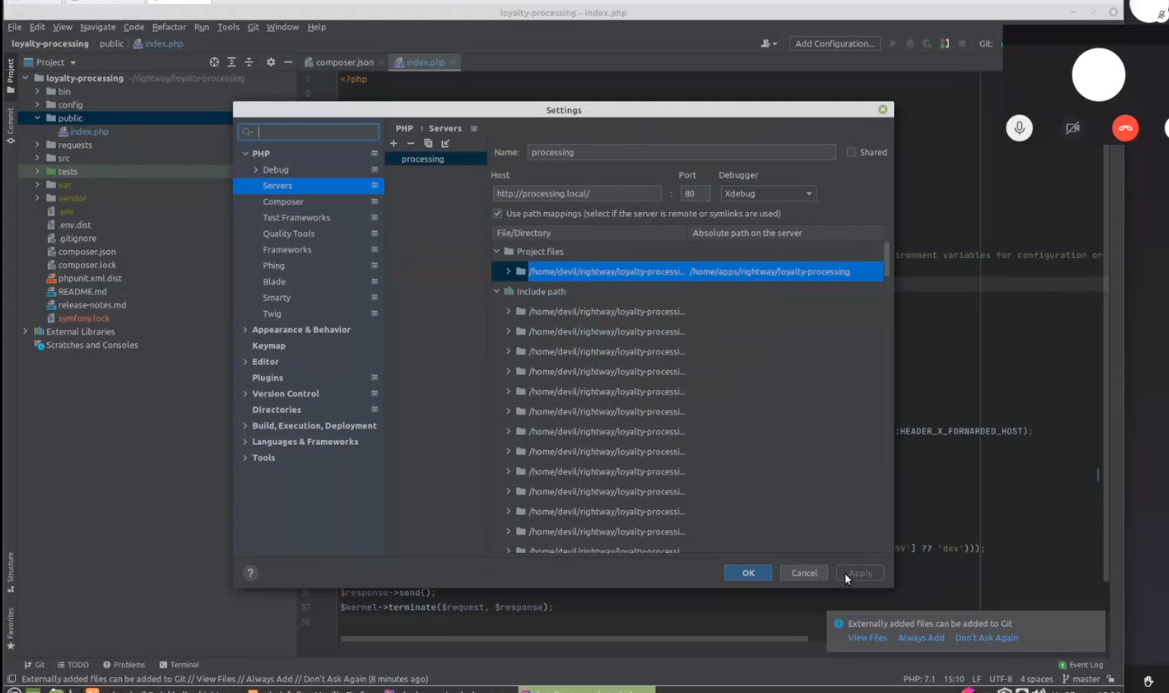 loyalty-processing – index.php
File Edit View Navigate Code Refactor Run Tools Git Window Help
loyalty-processing › public › index.php
Add Configuration...
Git:
Project
composer.json
index.php
Project
Commit
Structure
Favorites
loyalty-processing ~/rightway/loyalty-processing
bin
config
public
index.php
requests
src
tests
var
vendor
.env
.env.dist
.gitignore
composer.json
composer.lock
phpunit.xml.dist
README.md
release-notes.md
symfony.lock
External Libraries
Scratches and Consoles
1 <?php
2
ironment variables for configuration or
:HEADER_X_FORWARDED_HOST);
NV'] ?? 'dev')));
36 $response->send();
37 $kernel->terminate($request, $response);
38
Settings
PHP
Debug
Servers
Composer
Test Frameworks
Quality Tools
Frameworks
Phing
Blade
Smarty
Twig
Appearance & Behavior
Keymap
Editor
Plugins
Version Control
Directories
Build, Execution, Deployment
Languages & Frameworks
Tools
PHP › Servers
processing
Name: processing
Shared
Host Port Debugger
http://processing.local/ : 80 Xdebug
Use path mappings (select if the server is remote or symlinks are used)
File/Directory Absolute path on the server
Project files
/home/devil/rightway/loyalty-processi... /home/apps/rightway/loyalty-processing
Include path
/home/devil/rightway/loyalty-processi...
/home/devil/rightway/loyalty-processi...
/home/devil/rightway/loyalty-processi...
/home/devil/rightway/loyalty-processi...
/home/devil/rightway/loyalty-processi...
/home/devil/rightway/loyalty-processi...
/home/devil/rightway/loyalty-processi...
/home/devil/rightway/loyalty-processi...
/home/devil/rightway/loyalty-processi...
/home/devil/rightway/loyalty-processi...
/home/devil/rightway/loyalty-processi...
/home/devil/rightway/loyalty-processi...
/home/devil/rightway/loyalty-processi...
? OK Cancel Apply
Externally added files can be added to Git
View Files Always Add Don't Ask Again
Git TODO Problems Terminal
Event Log
Externally added files can be added to Git // View Files // Always Add // Don't Ask Again (8 minutes ago)
PHP: 7.1 15:10 LF UTF-8 4 spaces master